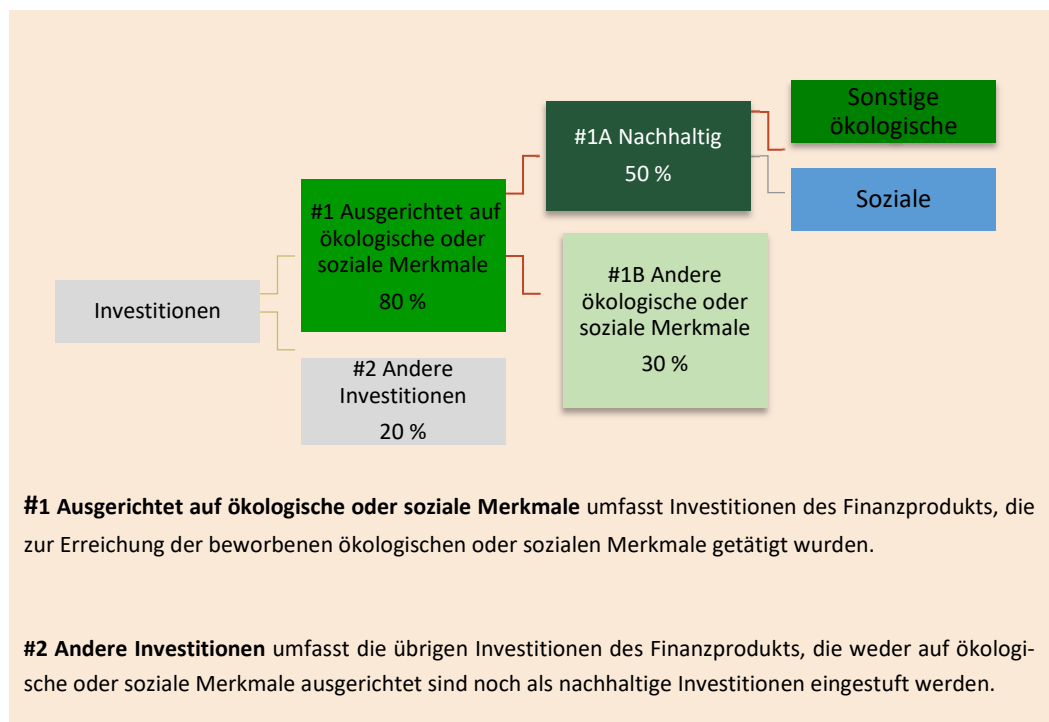 Investitionen
#1 Ausgerichtet auf
ökologische oder
soziale Merkmale
80 %
#2 Andere
Investitionen
20 %
#1A Nachhaltig
50 %
#1B Andere
ökologische oder
soziale Merkmale
30 %
Sonstige
ökologische
Soziale
#1 Ausgerichtet auf ökologische oder soziale Merkmale umfasst Investitionen des Finanzprodukts, die
zur Erreichung der beworbenen ökologischen oder sozialen Merkmale getätigt wurden.
#2 Andere Investitionen umfasst die übrigen Investitionen des Finanzprodukts, die weder auf ökologi-
sche oder soziale Merkmale ausgerichtet sind noch als nachhaltige Investitionen eingestuft werden.